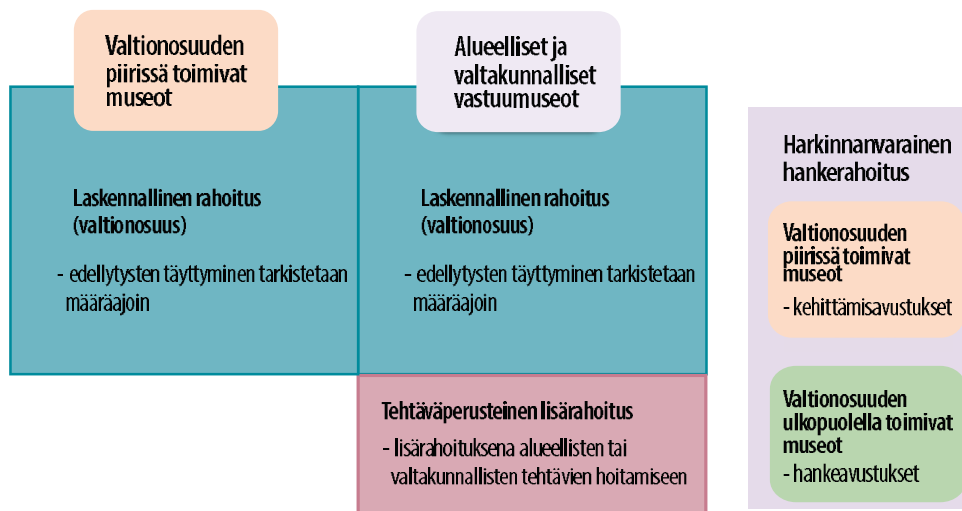 Valtionosuuden
piirissä toimivat
museot
Alueelliset ja
valtakunnalliset
vastuumuseot
Laskennallinen rahoitus
(valtionosuus)
- edellytysten täyttyminen tarkistetaan
määräajoin
Laskennallinen rahoitus
(valtionosuus)
- edellytysten täyttyminen tarkistetaan
määräajoin
Tehtäväperusteinen lisärahoitus
- lisärahoituksena alueellisten tai
valtakunnallisten tehtävien hoitamiseen
Harkinnanvarainen
hankerahoitus
Valtionosuuden
piirissä toimivat
museot
- kehittämisavustukset
Valtionosuuden
ulkopuolella toimivat
museot
- hankeavustukset